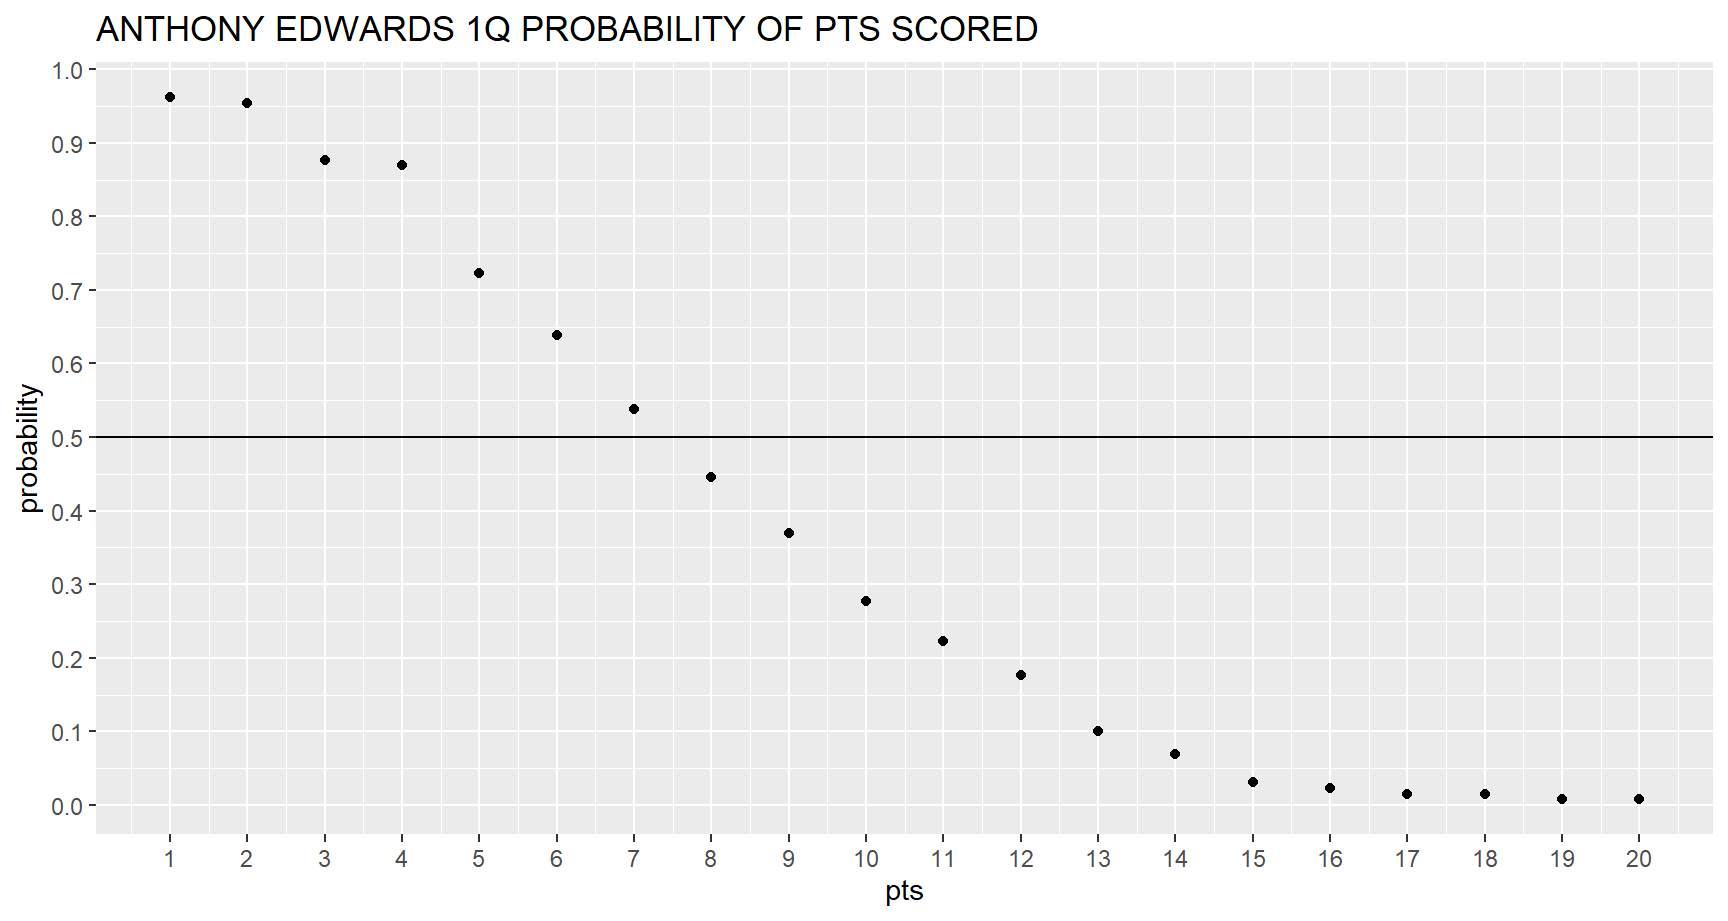 ANTHONY EDWARDS 1Q PROBABILITY OF PTS SCORED
1.0
0.9
0.8
0.7
0.6
0.5
0.4
0.3
0.2
0.1
0.0
probability
1 2 3 4 5 6 7 8 9 10 11 12 13 14 15 16 17 18 19 20
pts